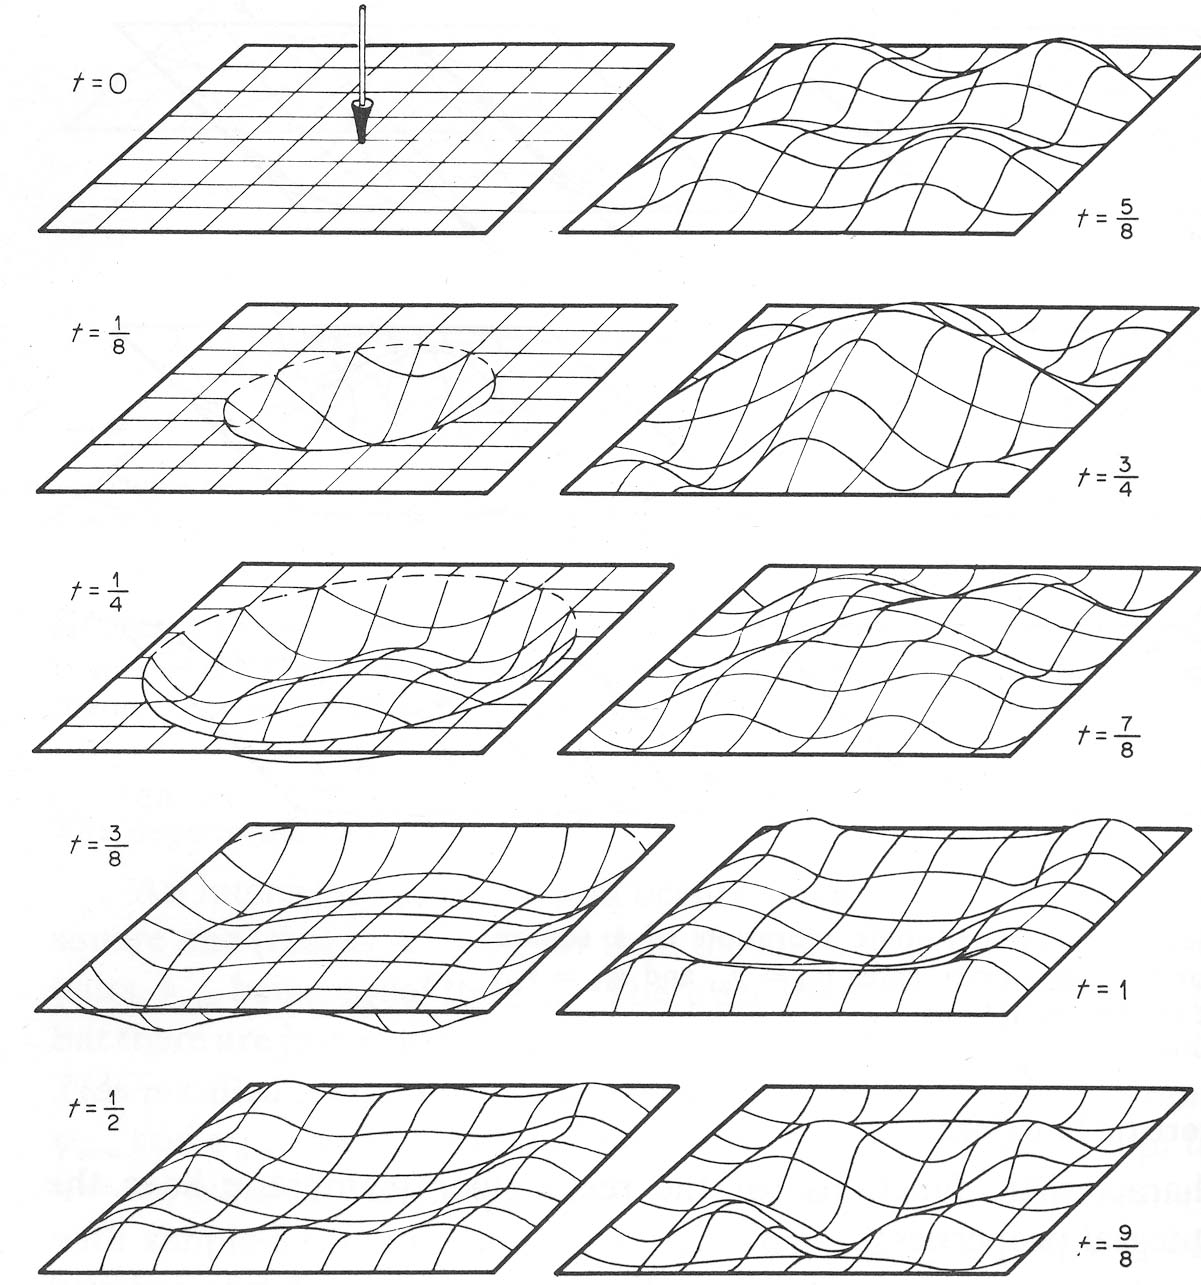 t = 0
t = 1/8
t = 1/4
t = 3/8
t = 1/2
t = 5/8
t = 3/4
t = 7/8
t = 1
t = 9/8